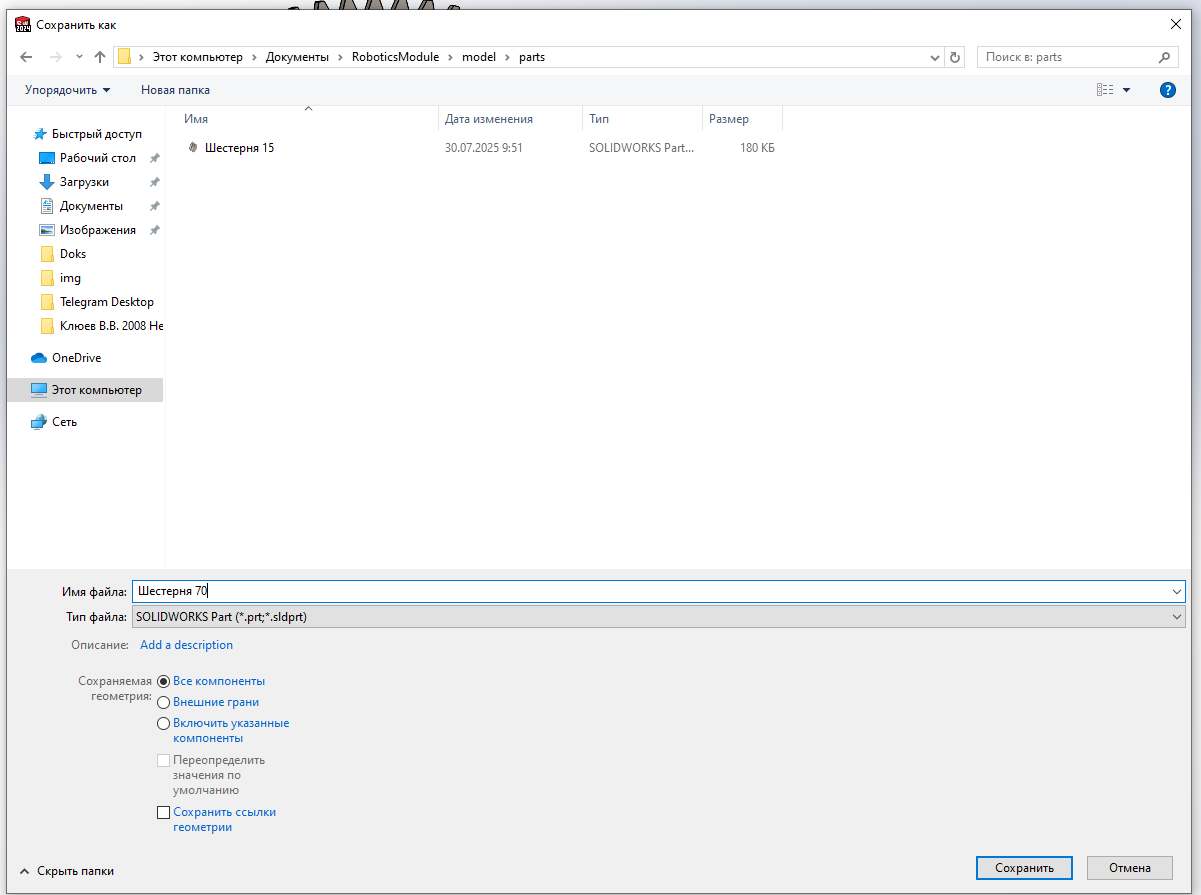 Сохранить как
Этот компьютер › Документы › RoboticsModule › model › parts
Поиск в: parts
Упорядочить
Новая папка
Имя
Дата изменения
Тип
Размер
Шестерня 15
30.07.2025 9:51
SOLIDWORKS Part...
180 КБ
Быстрый доступ
Рабочий стол
Загрузки
Документы
Изображения
Doks
img
Telegram Desktop
Клюев В.В. 2008 Не
OneDrive
Этот компьютер
Сеть
Имя файла: Шестерня 70
Тип файла: SOLIDWORKS Part (*.prt;*.sldprt)
Описание: Add a description
Сохраняемая
геометрия:
Все компоненты
Внешние грани
Включить указанные
компоненты
Переопределить
значения по
умолчанию
Сохранить ссылки
геометрии
Скрыть папки
Сохранить
Отмена